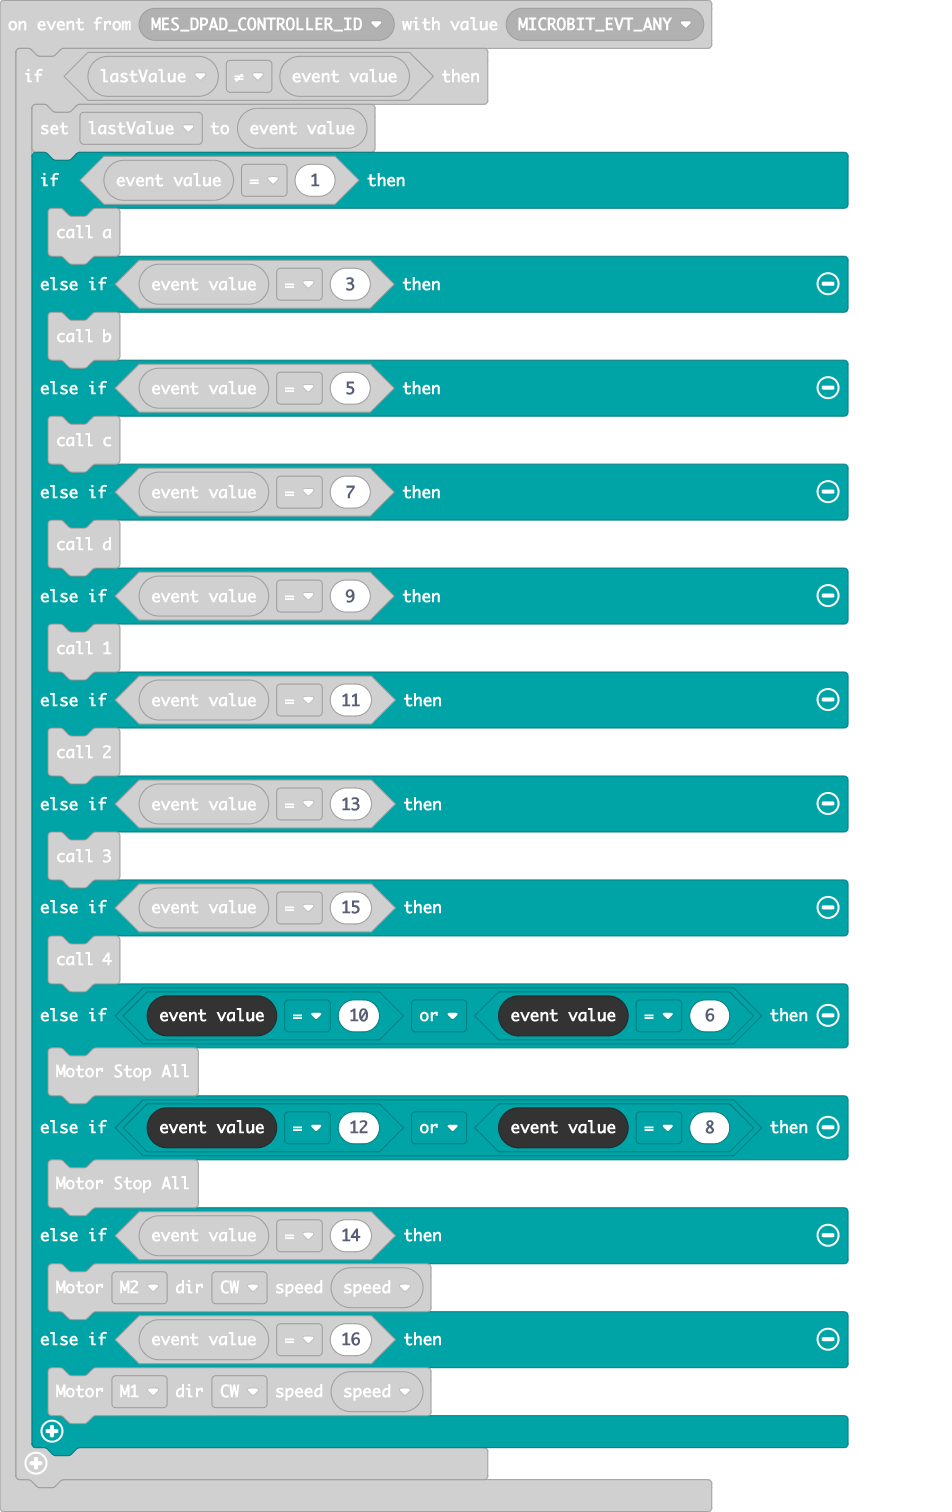 on event from MES_DPAD_CONTROLLER_ID with value MICROBIT_EVT_ANY
if lastValue ≠ event value then
set lastValue to event value
if event value = 1 then
call a
else if event value = 3 then
call b
else if event value = 5 then
call c
else if event value = 7 then
call d
else if event value = 9 then
call 1
else if event value = 11 then
call 2
else if event value = 13 then
call 3
else if event value = 15 then
call 4
else if event value = 10 or event value = 6 then
Motor Stop All
else if event value = 12 or event value = 8 then
Motor Stop All
else if event value = 14 then
Motor M2 dir CW speed speed
else if event value = 16 then
Motor M1 dir CW speed speed